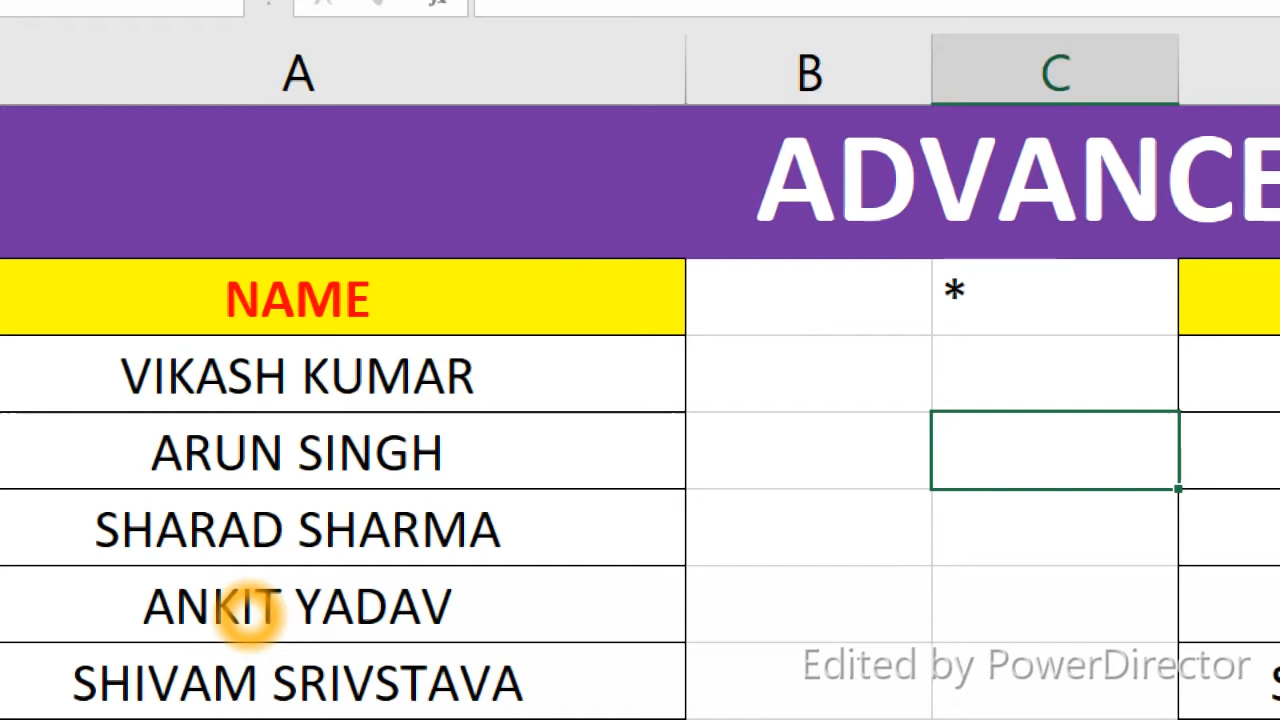 A B C
ADVANCE
NAME *
VIKASH KUMAR
ARUN SINGH
SHARAD SHARMA
ANKIT YADAV
SHIVAM SRIVSTAVA S
Edited by PowerDirector